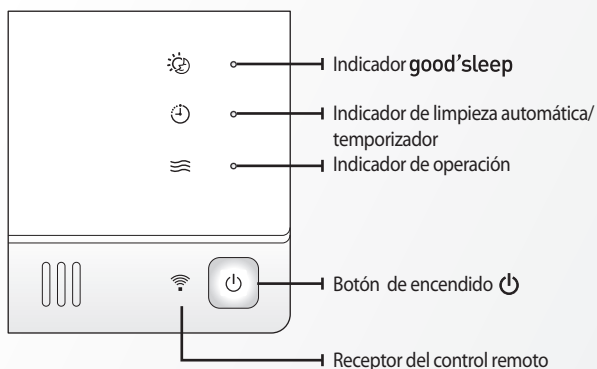 Indicador good'sleep
Indicador de limpieza automática/
temporizador
Indicador de operación
Botón de encendido
Receptor del control remoto